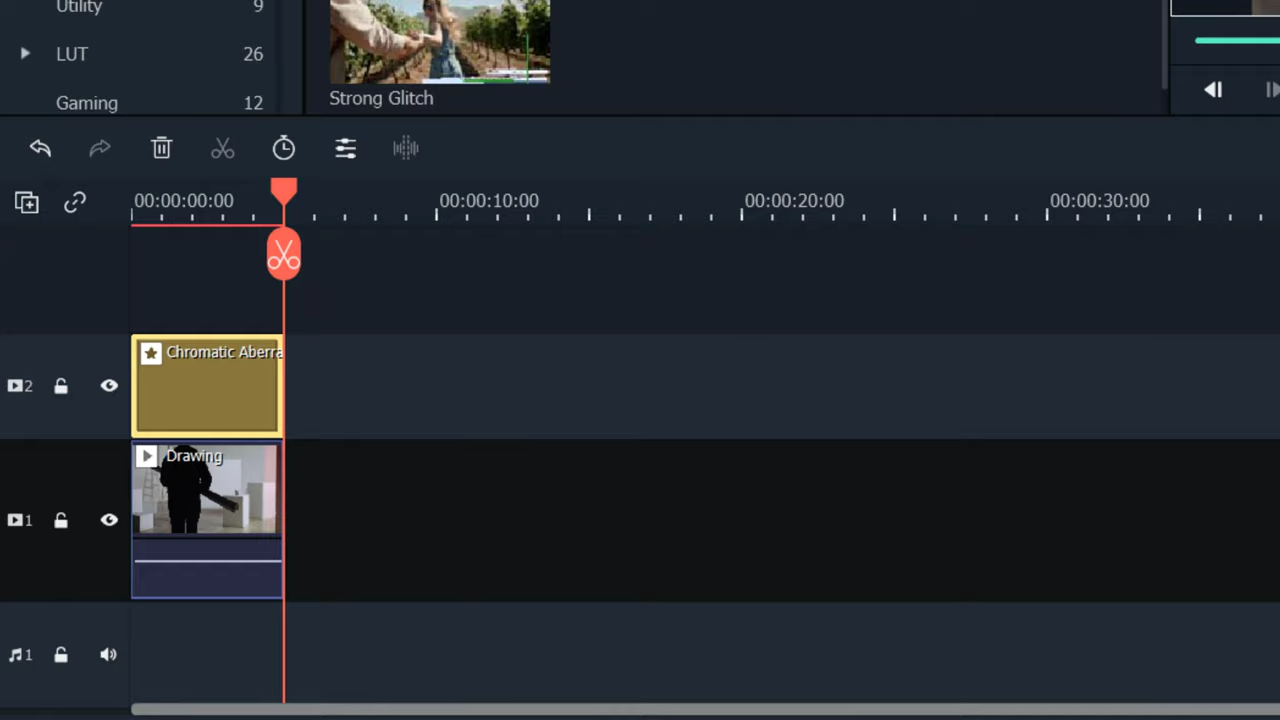 Utility 9
LUT 26
Gaming 12
Strong Glitch
00:00:00:00 00:00:10:00 00:00:20:00 00:00:30:00
2
Chromatic Aberra
1
Drawing
1